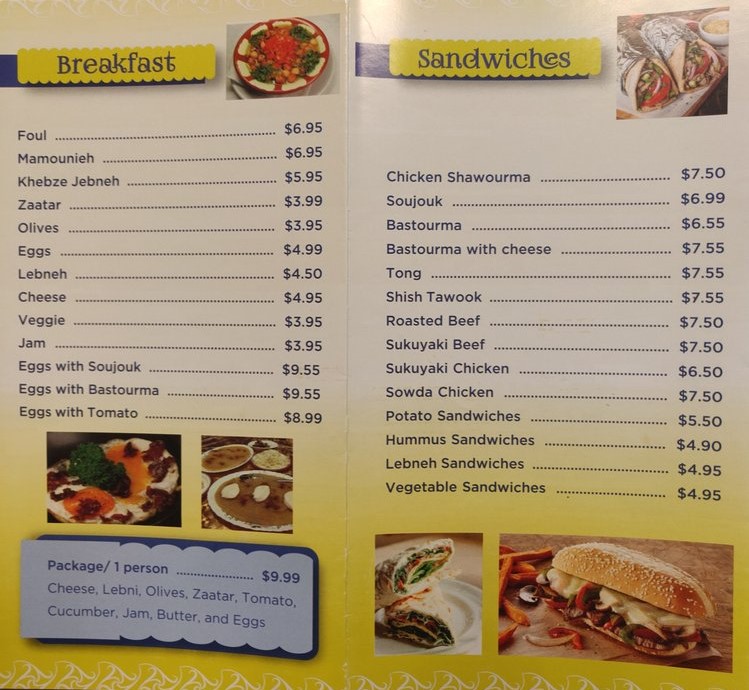 Breakfast
Foul ........ $6.95
Mamounieh ........ $6.95
Khebze Jebneh ........ $5.95
Zaatar ........ $3.99
Olives ........ $3.95
Eggs ........ $4.99
Lebneh ........ $4.50
Cheese ........ $4.95
Veggie ........ $3.95
Jam ........ $3.95
Eggs with Soujouk ........ $9.55
Eggs with Bastourma ........ $9.55
Eggs with Tomato ........ $8.99
Package/ 1 person ........ $9.99
Cheese, Lebni, Olives, Zaatar, Tomato,
Cucumber, Jam, Butter, and Eggs
Sandwiches
Chicken Shawourma ........ $7.50
Soujouk ........ $6.99
Bastourma ........ $6.55
Bastourma with cheese ........ $7.55
Tong ........ $7.55
Shish Tawook ........ $7.55
Roasted Beef ........ $7.50
Sukuyaki Beef ........ $7.50
Sukuyaki Chicken ........ $6.50
Sowda Chicken ........ $7.50
Potato Sandwiches ........ $5.50
Hummus Sandwiches ........ $4.90
Lebneh Sandwiches ........ $4.95
Vegetable Sandwiches ........ $4.95